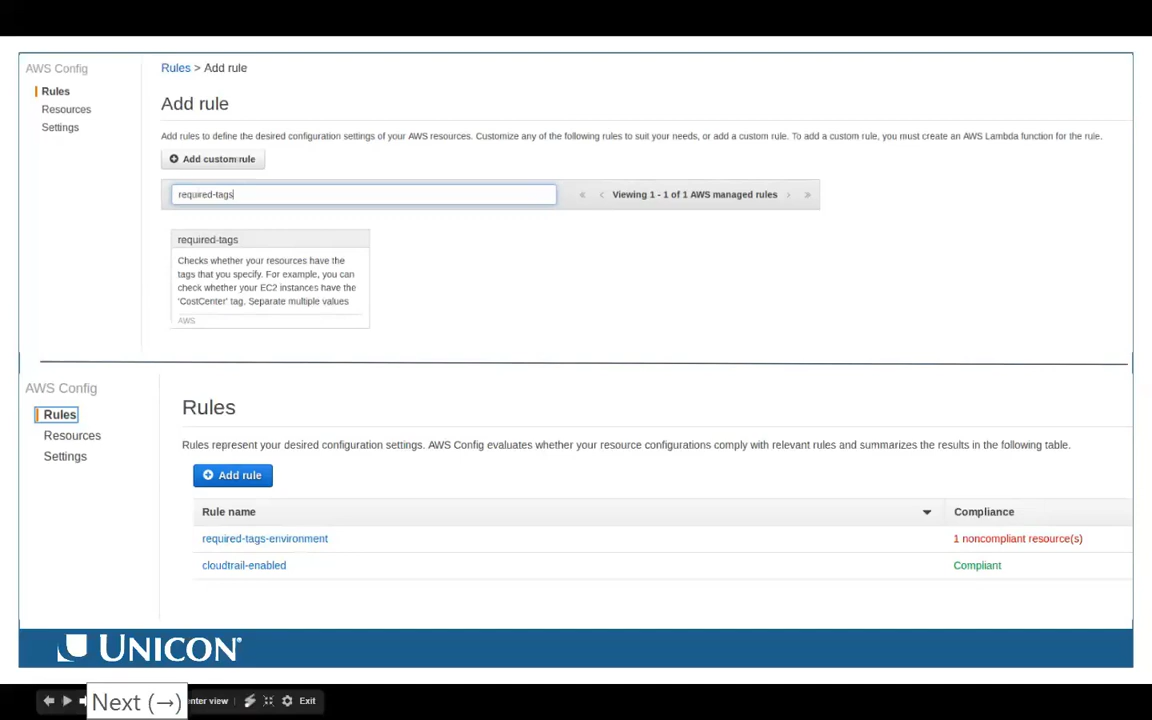 AWS Config
Rules
Resources
Settings
Rules > Add rule
Add rule
Add rules to define the desired configuration settings of your AWS resources. Customize any of the following rules to suit your needs, or add a custom rule. To add a custom rule, you must create an AWS Lambda function for the rule.
Add custom rule
required-tags
« ‹ Viewing 1 - 1 of 1 AWS managed rules › »
required-tags
Checks whether your resources have the
tags that you specify. For example, you can
check whether your EC2 instances have the
'CostCenter' tag. Separate multiple values
AWS
AWS Config
Rules
Resources
Settings
Rules
Rules represent your desired configuration settings. AWS Config evaluates whether your resource configurations comply with relevant rules and summarizes the results in the following table.
Add rule
Rule name Compliance
required-tags-environment 1 noncompliant resource(s)
cloudtrail-enabled Compliant
UNICON®
Next (→) nter view Exit